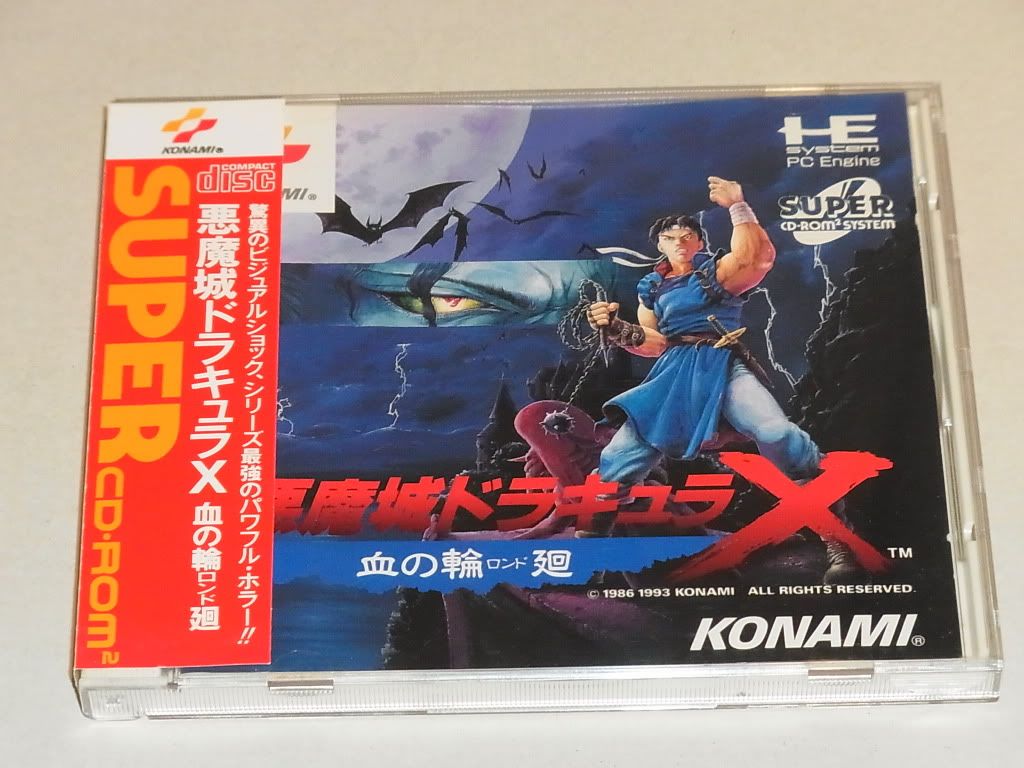 KONAMI®
COMPACT
disc
SUPER CD-ROM²
驚異のビジュアルショック、シリーズ最強のパワフル・ホラー!!
悪魔城ドラキュラX 血の輪廻
ロンド
MI®
HE
system
PC Engine
SUPER
CD-ROM² SYSTEM
悪魔城ドラキュラX™
血の輪廻
ロンド
© 1986 1993 KONAMI ALL RIGHTS RESERVED.
KONAMI®